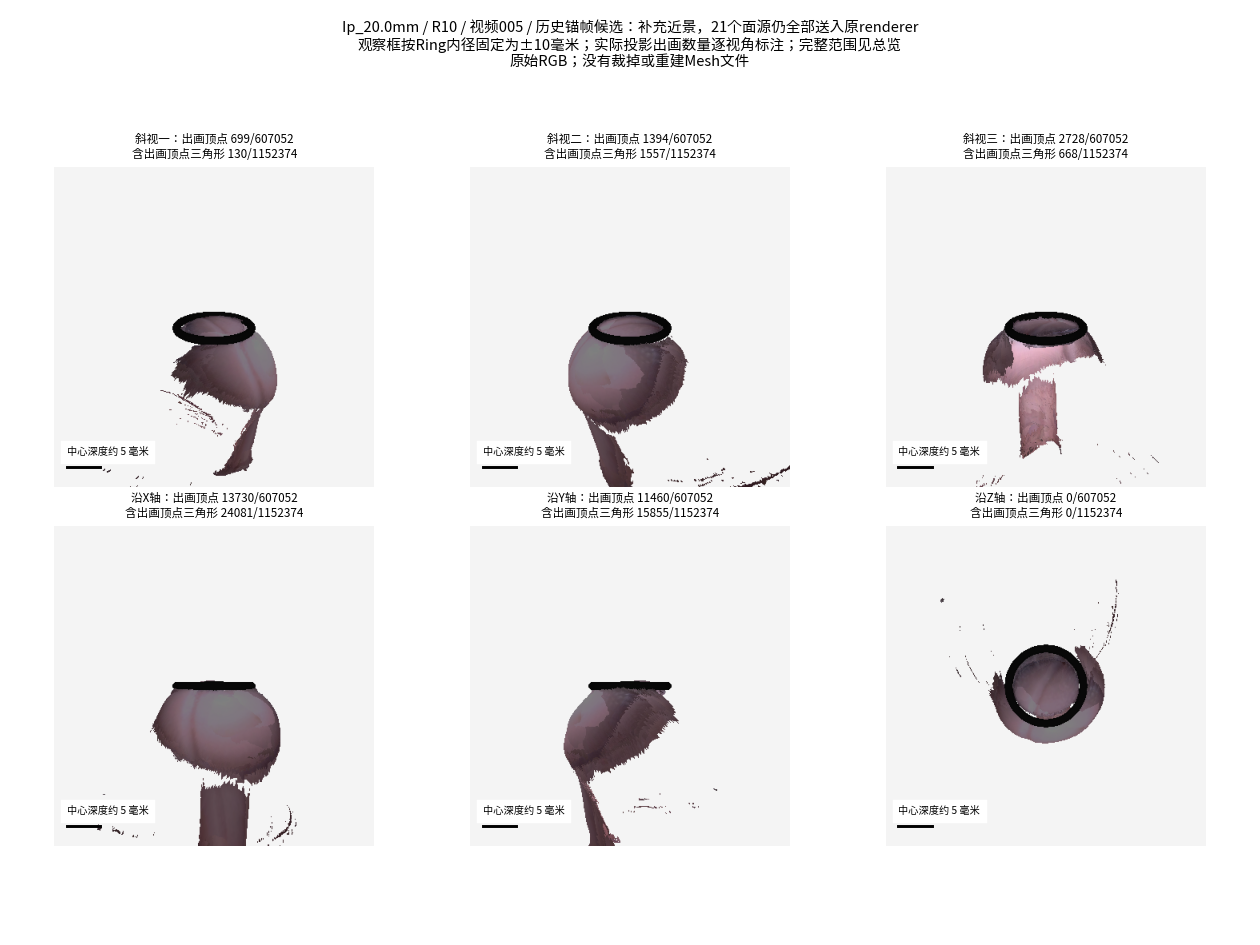 Ip_20.0mm / R10 / 视频005 / 历史锚帧候选：补充近景，21个面源仍全部送入原renderer
观察框按Ring内径固定为±10毫米；实际投影出画数量逐视角标注；完整范围见总览
原始RGB；没有裁掉或重建Mesh文件
斜视一：出画顶点 699/607052
含出画顶点三角形 130/1152374
斜视二：出画顶点 1394/607052
含出画顶点三角形 1557/1152374
斜视三：出画顶点 2728/607052
含出画顶点三角形 668/1152374
中心深度约 5 毫米
中心深度约 5 毫米
中心深度约 5 毫米
沿X轴：出画顶点 13730/607052
含出画顶点三角形 24081/1152374
沿Y轴：出画顶点 11460/607052
含出画顶点三角形 15855/1152374
沿Z轴：出画顶点 0/607052
含出画顶点三角形 0/1152374
中心深度约 5 毫米
中心深度约 5 毫米
中心深度约 5 毫米